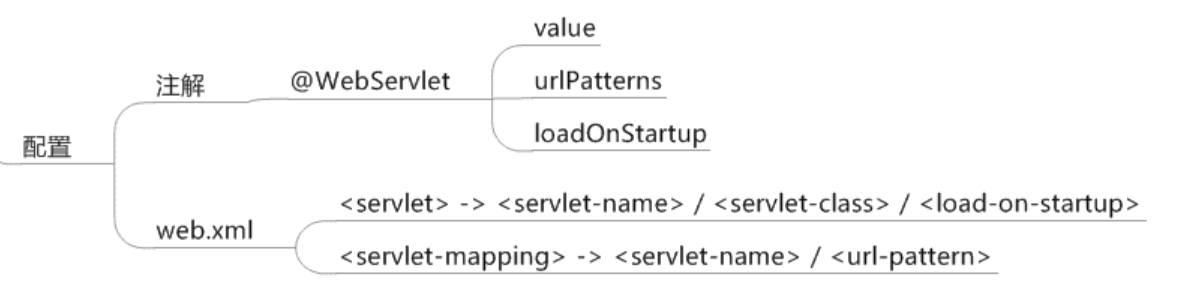 配置
注解
@WebServlet
value
urlPatterns
loadOnStartup
web.xml
<servlet> -> <servlet-name> / <servlet-class> / <load-on-startup>
<servlet-mapping> -> <servlet-name> / <url-pattern>